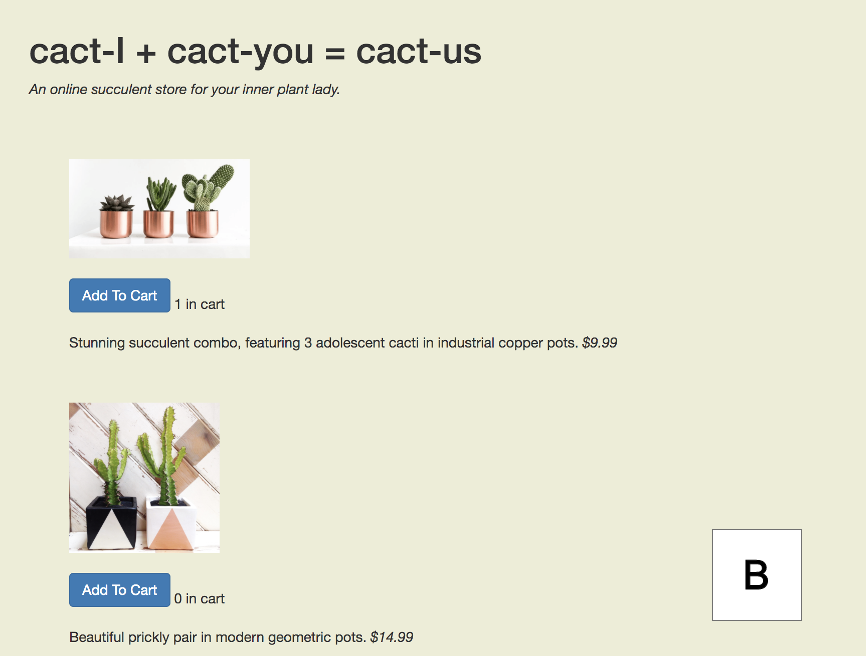 cact-I + cact-you = cact-us
An online succulent store for your inner plant lady.
Add To Cart 1 in cart
Stunning succulent combo, featuring 3 adolescent cacti in industrial copper pots. $9.99
Add To Cart 0 in cart
B
Beautiful prickly pair in modern geometric pots. $14.99